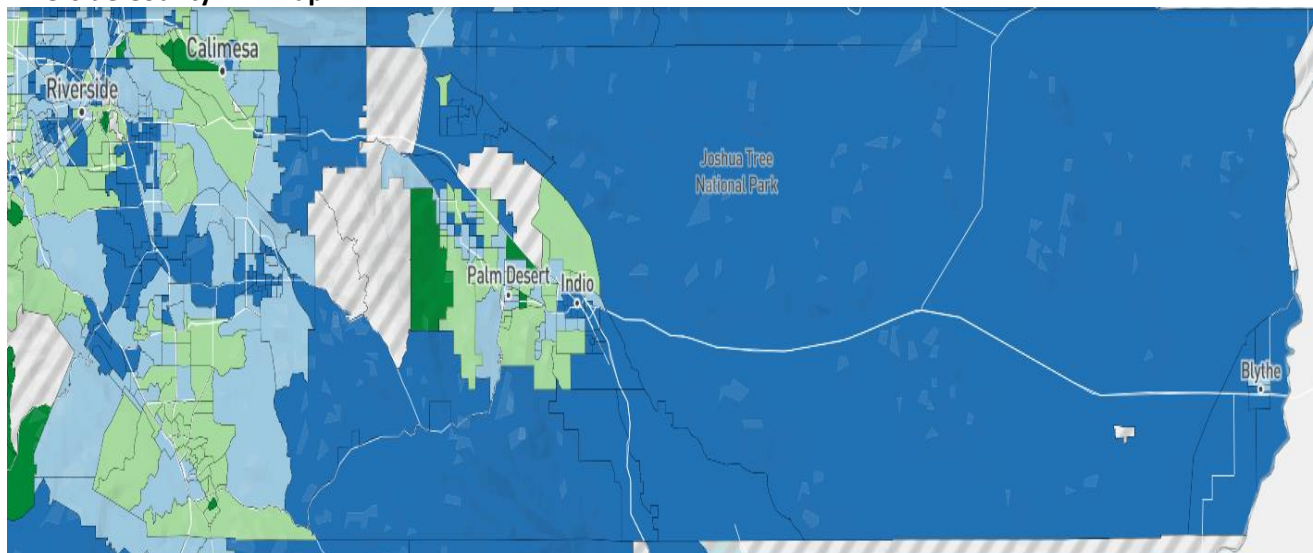 Calimesa
Riverside
Joshua Tree
National Park
Palm Desert
Indio
Blythe